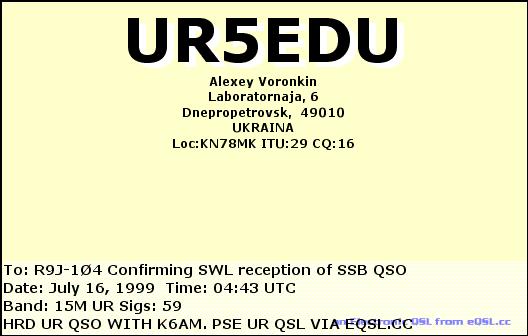 UR5EDU
Alexey Voronkin
Laboratornaja, 6
Dnepropetrovsk, 49010
UKRAINA
Loc:KN78MK ITU:29 CQ:16
To: R9J-1Ø4 Confirming SWL reception of SSB QSO
Date: July 16, 1999 Time: 04:43 UTC
Band: 15M UR Sigs: 59
HRD UR QSO WITH K6AM. PSE UR QSL VIA EQSL.CC
QSL from eQSL.cc